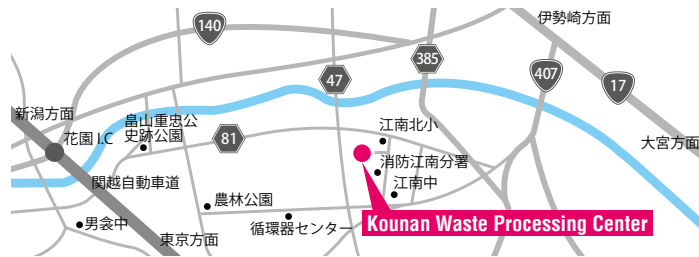 伊勢崎方面
140
385
47
407
17
新潟方面
畠山重忠公
史跡公園
81
江南北小
花園 I.C
大宮方面
消防江南分署
関越自動車道
江南中
農林公園
男衾中
循環器センター
Kounan Waste Processing Center
東京方面